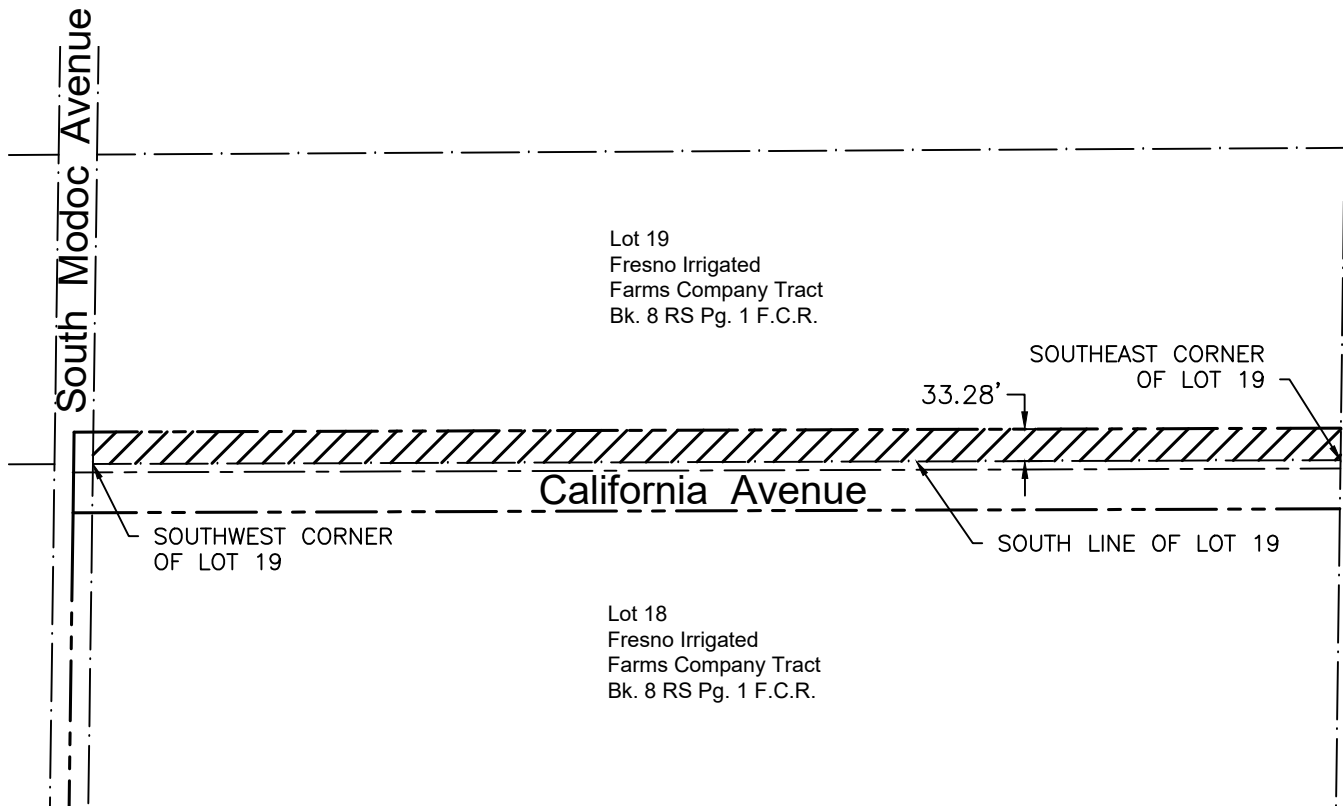 South Modoc Avenue
Lot 19
Fresno Irrigated
Farms Company Tract
Bk. 8 RS Pg. 1 F.C.R.
SOUTHEAST CORNER
OF LOT 19
33.28'
California Avenue
SOUTHWEST CORNER
OF LOT 19
SOUTH LINE OF LOT 19
Lot 18
Fresno Irrigated
Farms Company Tract
Bk. 8 RS Pg. 1 F.C.R.